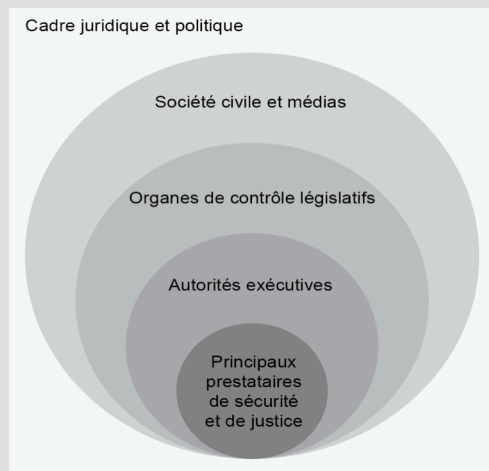 Cadre juridique et politique
Société civile et médias
Organes de contrôle législatifs
Autorités exécutives
Principaux
prestataires
de sécurité
et de justice